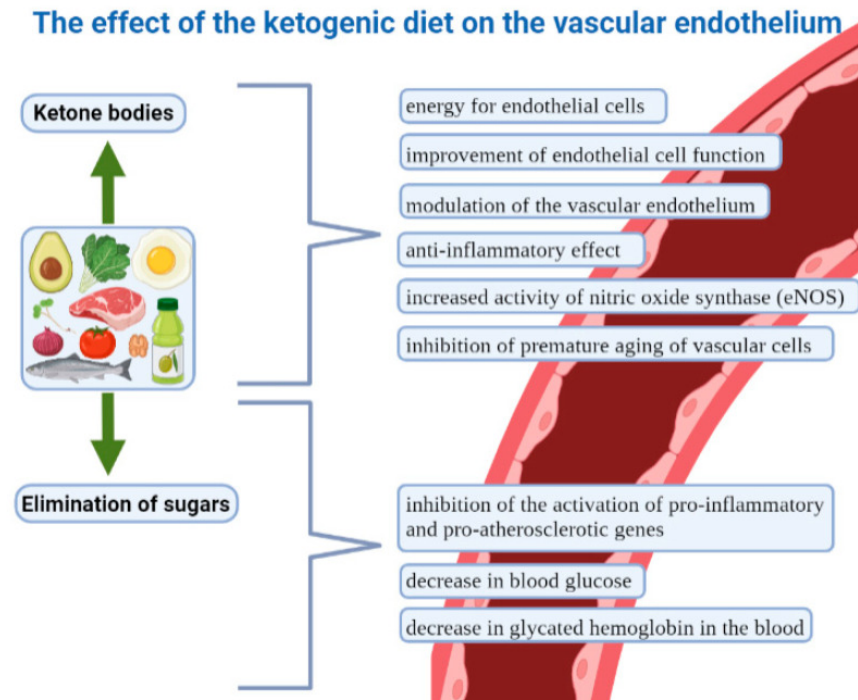 The effect of the ketogenic diet on the vascular endothelium
Ketone bodies
energy for endothelial cells
improvement of endothelial cell function
modulation of the vascular endothelium
anti-inflammatory effect
increased activity of nitric oxide synthase (eNOS)
inhibition of premature aging of vascular cells
Elimination of sugars
inhibition of the activation of pro-inflammatory
and pro-atherosclerotic genes
decrease in blood glucose
decrease in glycated hemoglobin in the blood